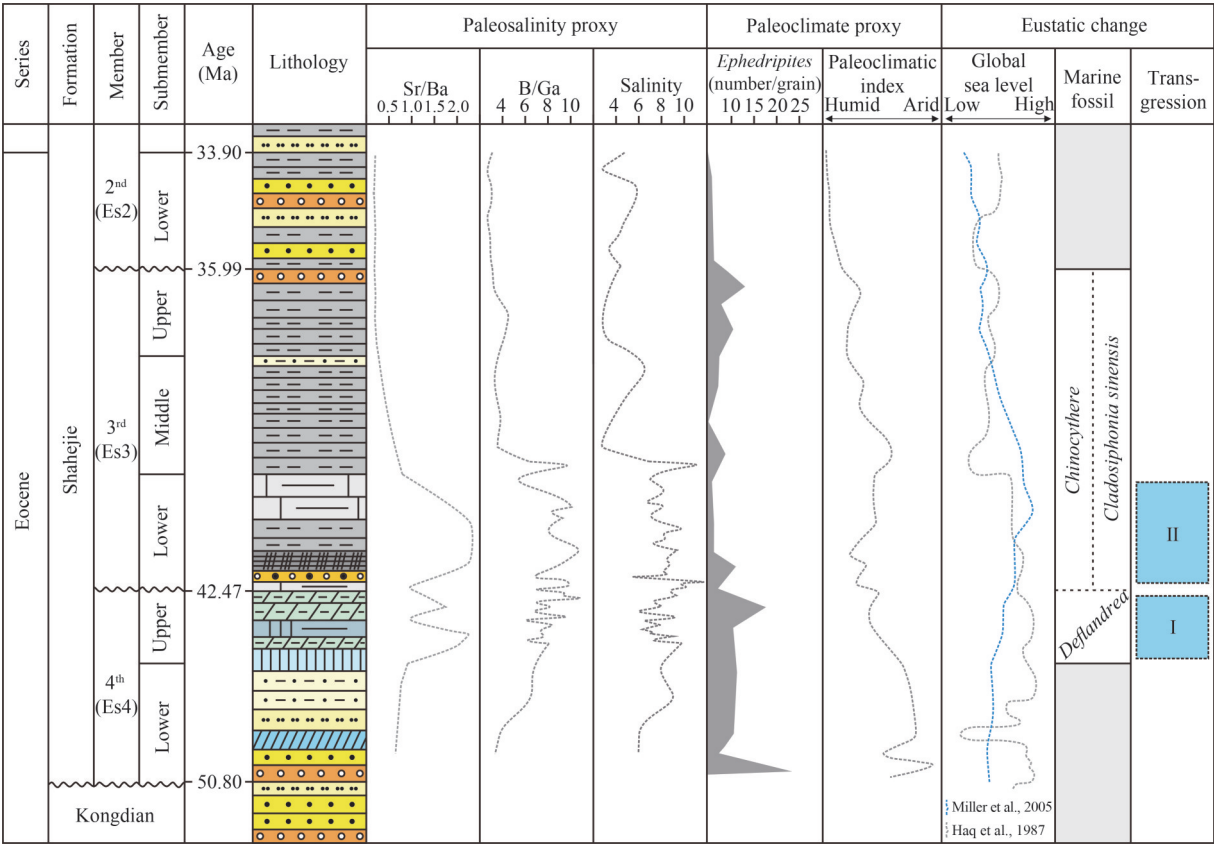 Paleosalinity proxy
Paleoclimate proxy
Eustatic change
Series
Formation
Member
Submember
Age
(Ma)
Lithology
Sr/Ba
0.5 1.0 1.5 2.0
B/Ga
4 6 8 10
Salinity
4 6 8 10
Ephedripites
(number/grain)
10 15 20 25
Paleoclimatic
index
Humid Arid
Global
sea level
Low High
Marine
fossil
Trans-
gression
Eocene
Shahejie
2nd
(Es2)
Lower
33.90
35.99
3rd
(Es3)
Upper
Middle
Lower
42.47
4th
(Es4)
Upper
Lower
50.80
Kongdian
Chinocythere
Cladosiphonia sinensis
Deflandrea
II
I
Miller et al., 2005
Haq et al., 1987